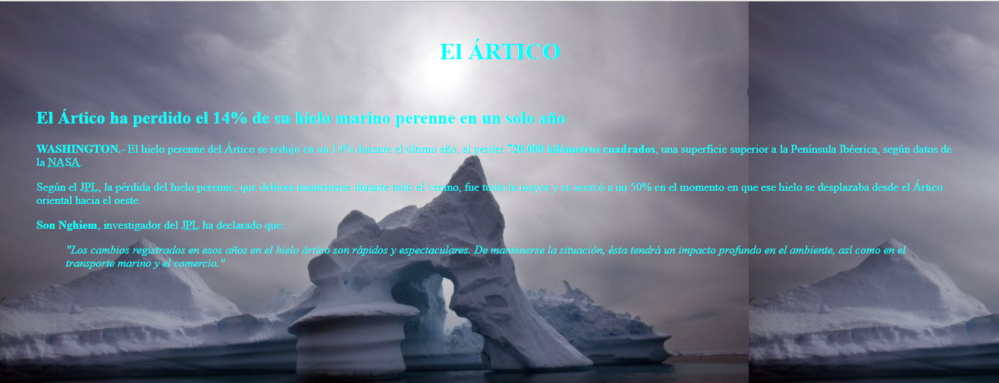 El ÁRTICO
El Ártico ha perdido el 14% de su hielo marino perenne en un solo año
WASHINGTON.- El hielo perenne del Ártico se redujo en un 14% durante el último año, al perder 720.000 kilómetros cuadrados, una superficie superior a la Península Ibéerica, según datos de
la NASA.
Según el JPL, la pérdida del hielo perenne, que debiera mantenerse durante todo el verano, fue todavía mayor y se acercó a un 50% en el momento en que ese hielo se desplazaba desde el Ártico
oriental hacia el oeste.
Son Nghiem, investigador del JPL ha declarado que:
"Los cambios registrados en esos años en el hielo ártico son rápidos y espectaculares. De mantenerse la situación, ésta tendrá un impacto profundo en el ambiente, así como en el
transporte marino y el comercio."